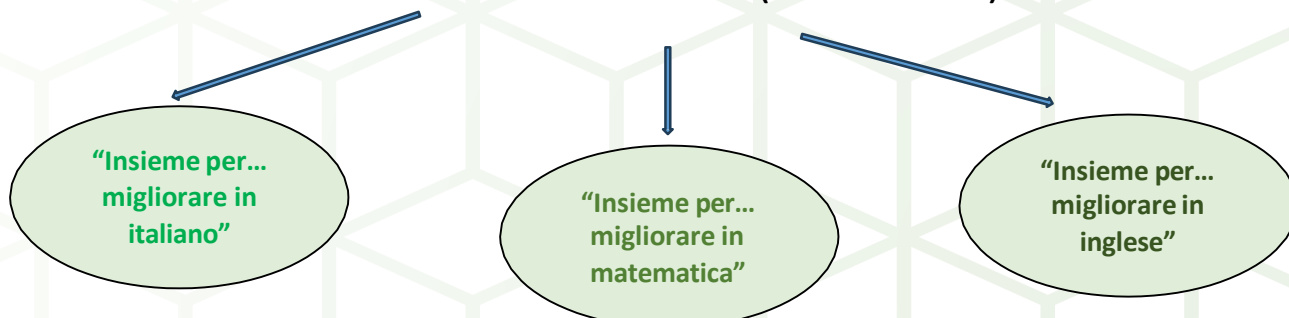 “Insieme per…
migliorare in
italiano”
“Insieme per…
migliorare in
matematica”
“Insieme per…
migliorare in
inglese”